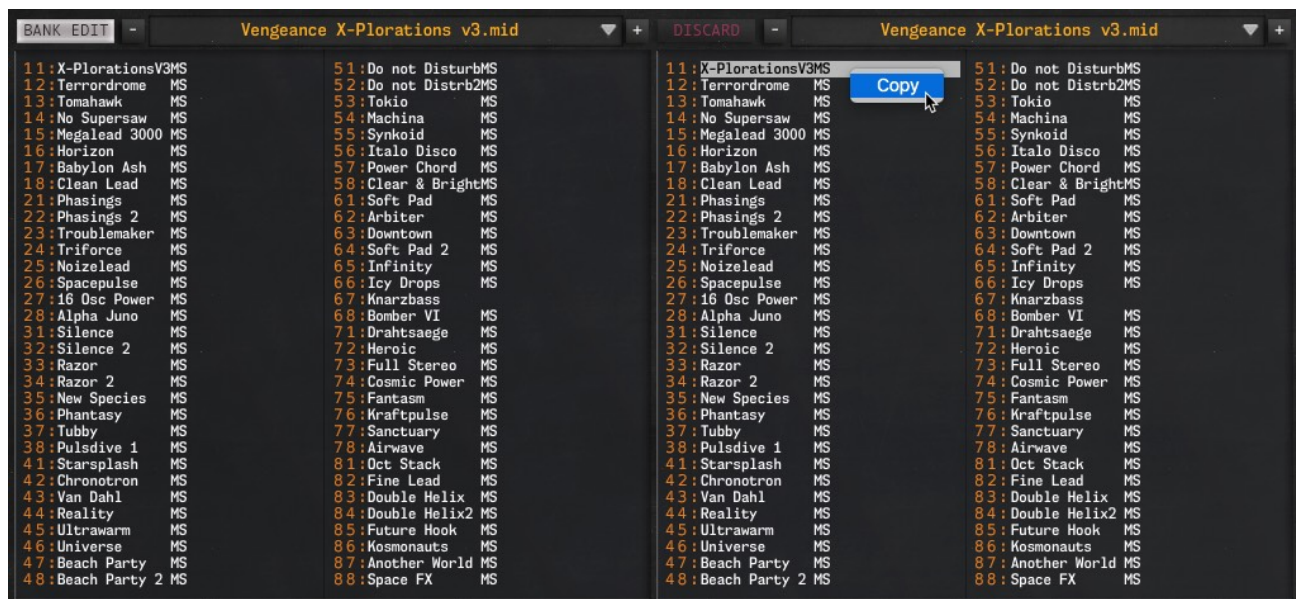 BANK EDIT - Vengeance X-Plorations v3.mid +
11:X-PlorationsV3MS
12:Terrordrome MS
13:Tomahawk MS
14:No Supersaw MS
15:Megalead 3000 MS
16:Horizon MS
17:Babylon Ash MS
18:Clean Lead MS
21:Phasings MS
22:Phasings 2 MS
23:Troublemaker MS
24:Triforce MS
25:Noizelead MS
26:Spacepulse MS
27:16 Osc Power MS
28:Alpha Juno MS
31:Silence MS
32:Silence 2 MS
33:Razor MS
34:Razor 2 MS
35:New Species MS
36:Phantasy MS
37:Tubby MS
38:Pulsdive 1 MS
41:Starsplash MS
42:Chronotron MS
43:Van Dahl MS
44:Reality MS
45:Ultrawarm MS
46:Universe MS
47:Beach Party MS
48:Beach Party 2 MS
51:Do not DisturbMS
52:Do not Distrb2MS
53:Tokio MS
54:Machina MS
55:Synkoid MS
56:Italo Disco MS
57:Power Chord MS
58:Clear & BrightMS
61:Soft Pad MS
62:Arbiter MS
63:Downtown MS
64:Soft Pad 2 MS
65:Infinity MS
66:Icy Drops MS
67:Knarzbass
68:Bomber VI MS
71:Drahtsaege MS
72:Heroic MS
73:Full Stereo MS
74:Cosmic Power MS
75:Fantasm MS
76:Kraftpulse MS
77:Sanctuary MS
78:Airwave MS
81:Oct Stack MS
82:Fine Lead MS
83:Double Helix MS
84:Double Helix2 MS
85:Future Hook MS
86:Kosmonauts MS
87:Another World MS
88:Space FX MS
DISCARD - Vengeance X-Plorations v3.mid +
11:X-PlorationsV3MS
Copy
12:Terrordrome MS
13:Tomahawk MS
14:No Supersaw MS
15:Megalead 3000 MS
16:Horizon MS
17:Babylon Ash MS
18:Clean Lead MS
21:Phasings MS
22:Phasings 2 MS
23:Troublemaker MS
24:Triforce MS
25:Noizelead MS
26:Spacepulse MS
27:16 Osc Power MS
28:Alpha Juno MS
31:Silence MS
32:Silence 2 MS
33:Razor MS
34:Razor 2 MS
35:New Species MS
36:Phantasy MS
37:Tubby MS
38:Pulsdive 1 MS
41:Starsplash MS
42:Chronotron MS
43:Van Dahl MS
44:Reality MS
45:Ultrawarm MS
46:Universe MS
47:Beach Party MS
48:Beach Party 2 MS
51:Do not DisturbMS
52:Do not Distrb2MS
53:Tokio MS
54:Machina MS
55:Synkoid MS
56:Italo Disco MS
57:Power Chord MS
58:Clear & BrightMS
61:Soft Pad MS
62:Arbiter MS
63:Downtown MS
64:Soft Pad 2 MS
65:Infinity MS
66:Icy Drops MS
67:Knarzbass
68:Bomber VI MS
71:Drahtsaege MS
72:Heroic MS
73:Full Stereo MS
74:Cosmic Power MS
75:Fantasm MS
76:Kraftpulse MS
77:Sanctuary MS
78:Airwave MS
81:Oct Stack MS
82:Fine Lead MS
83:Double Helix MS
84:Double Helix2 MS
85:Future Hook MS
86:Kosmonauts MS
87:Another World MS
88:Space FX MS